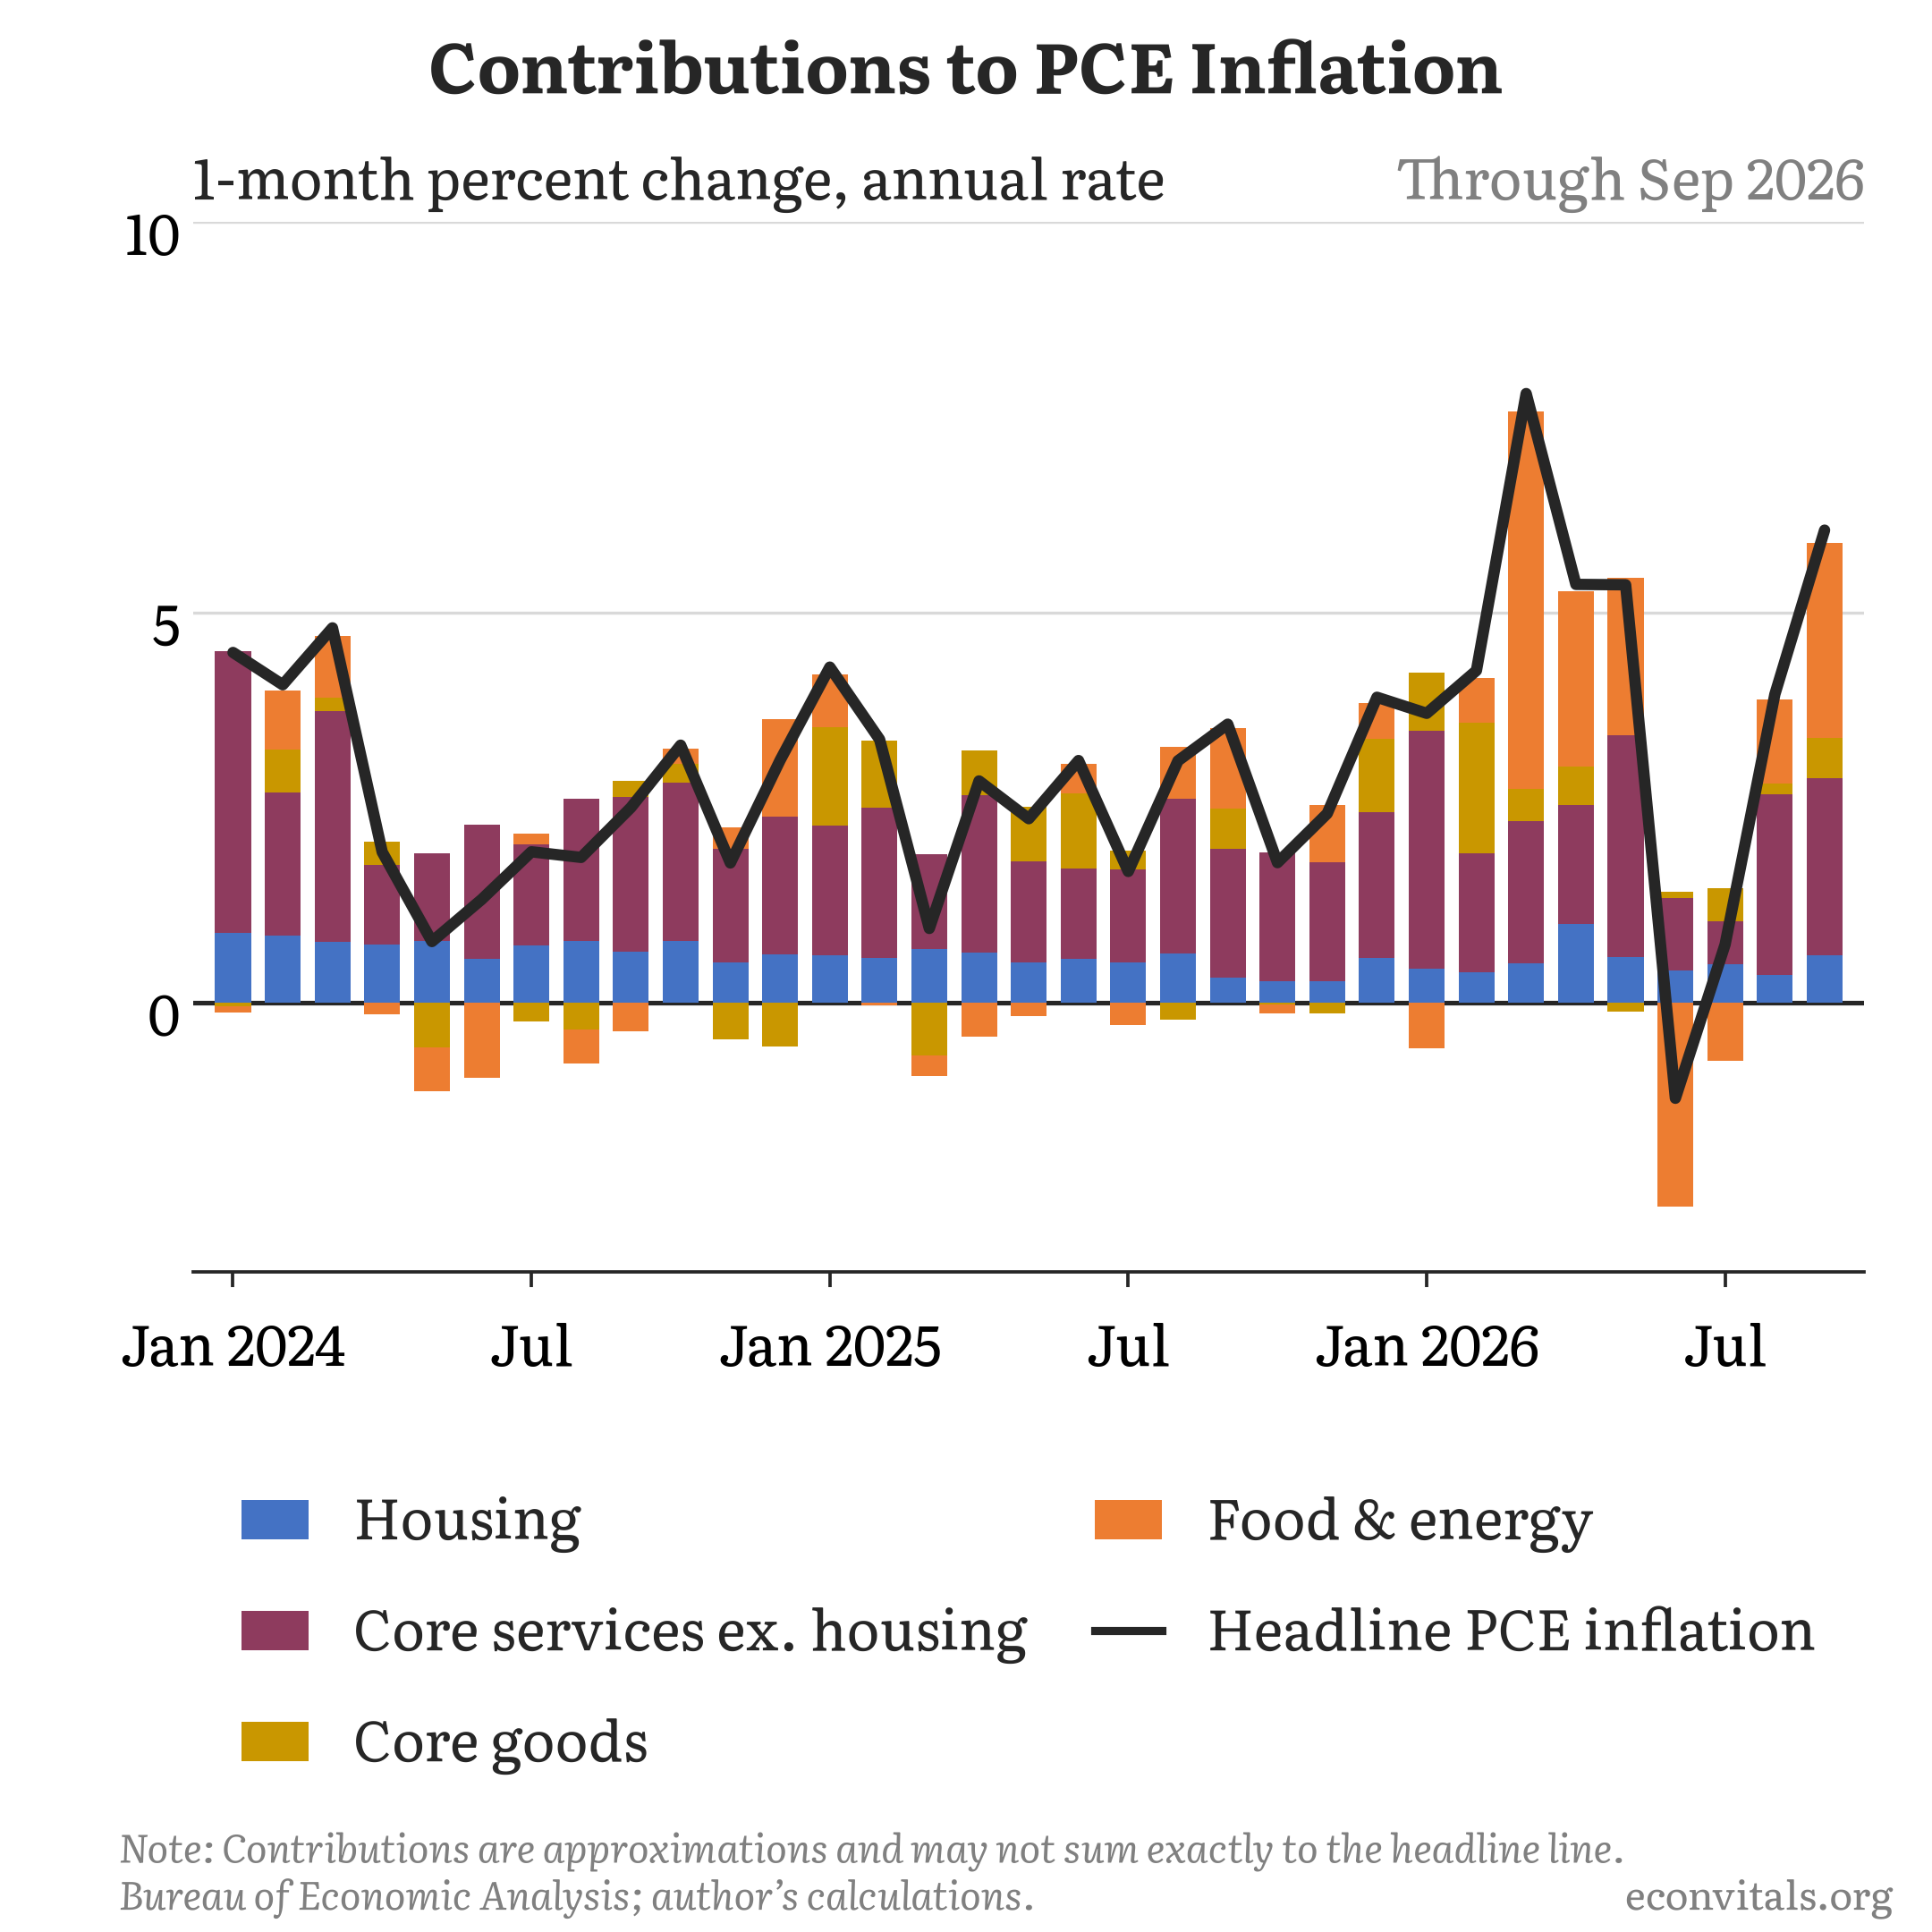 Contributions to PCE Inflation
1-month percent change, annual rate
Through Sep 2026
10
5
0
Jan 2024
Jul
Jan 2025
Jul
Jan 2026
Jul
Housing
Food & energy
Core services ex. housing
Headline PCE inflation
Core goods
Note: Contributions are approximations and may not sum exactly to the headline line.
Bureau of Economic Analysis; author's calculations.
econvitals.org